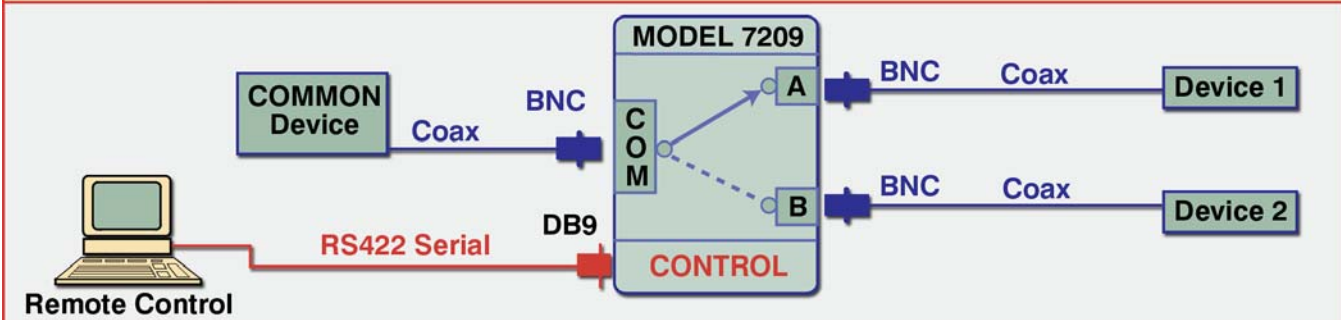 MODEL 7209
COMMON
Device
Coax
BNC
COM
A
BNC
Coax
Device 1
B
BNC
Coax
Device 2
Remote Control
RS422 Serial
DB9
CONTROL